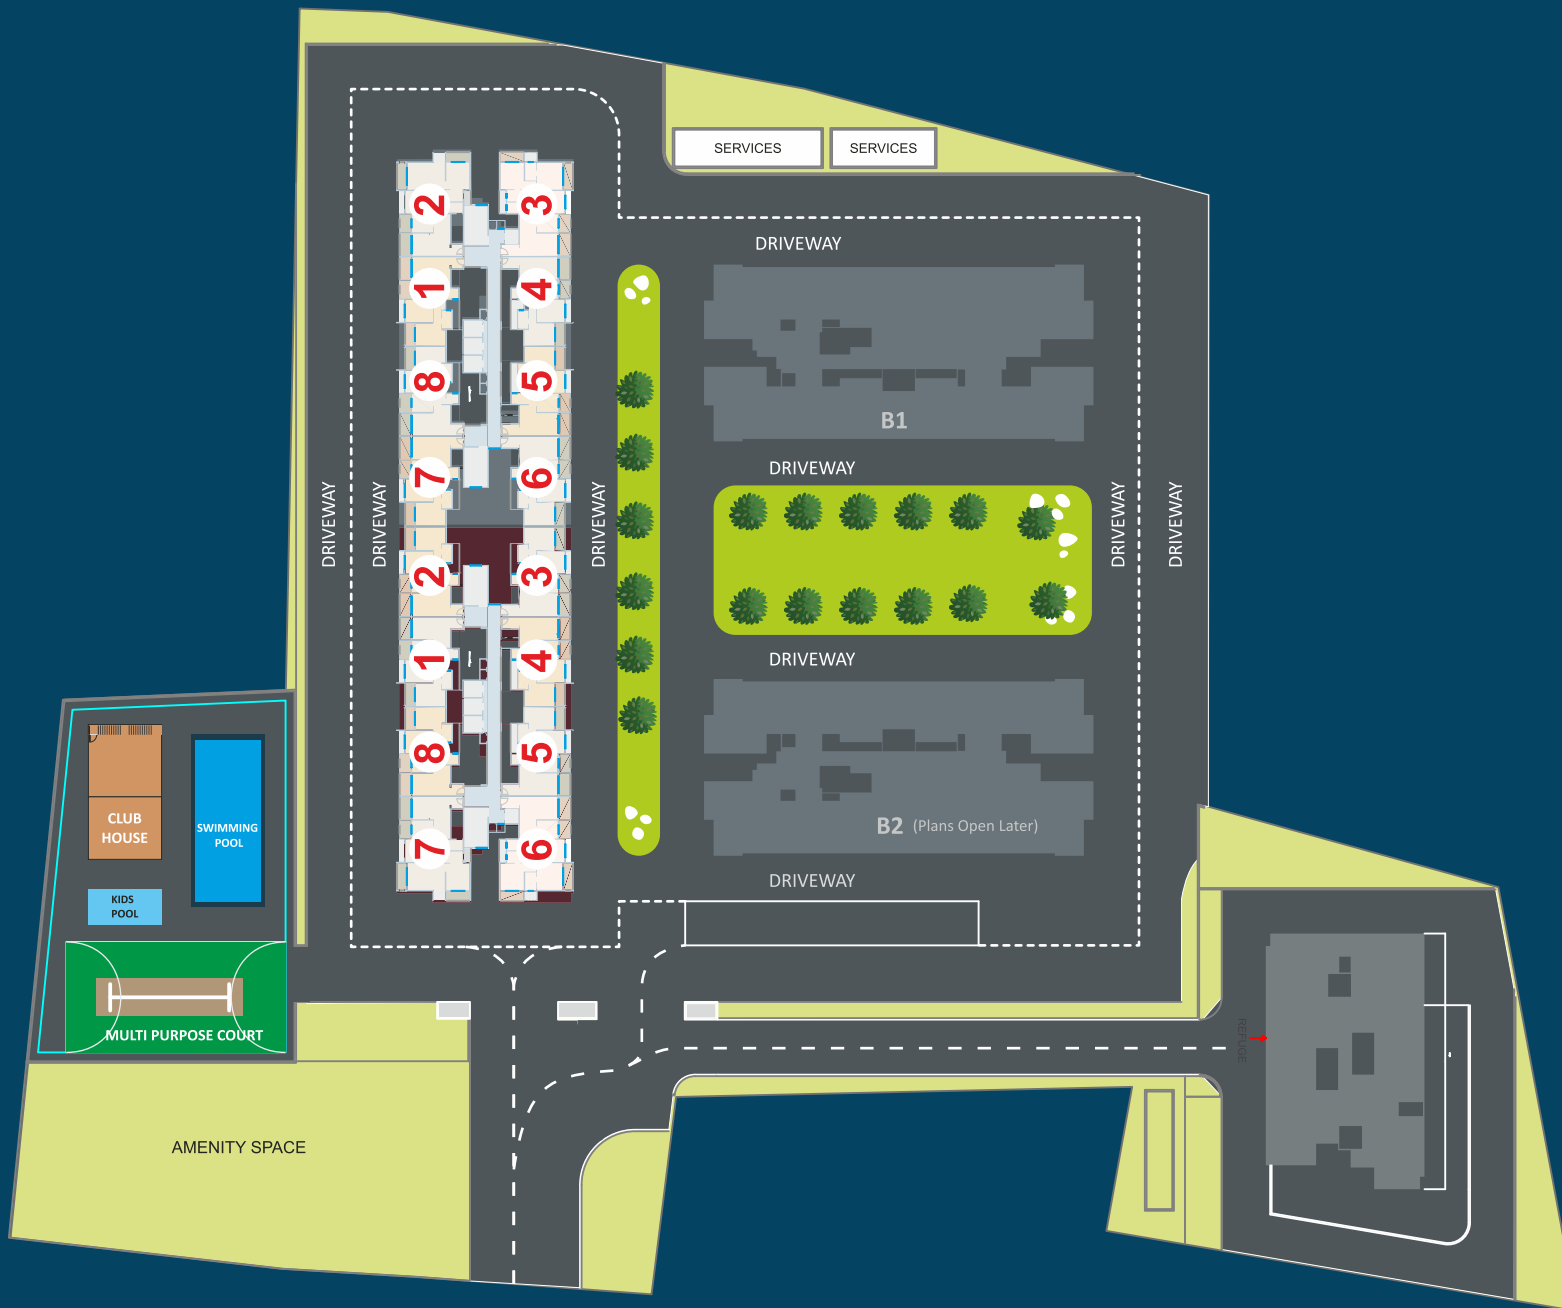 SERVICES
SERVICES
2
3
DRIVEWAY
1
4
8
5
B1
7
6
DRIVEWAY
DRIVEWAY
DRIVEWAY
DRIVEWAY
DRIVEWAY
DRIVEWAY
2
3
1
4
DRIVEWAY
8
5
CLUB
HOUSE
SWIMMING
POOL
B2 (Plans Open Later)
7
6
DRIVEWAY
KIDS
POOL
MULTI PURPOSE COURT
REFUGE
AMENITY SPACE